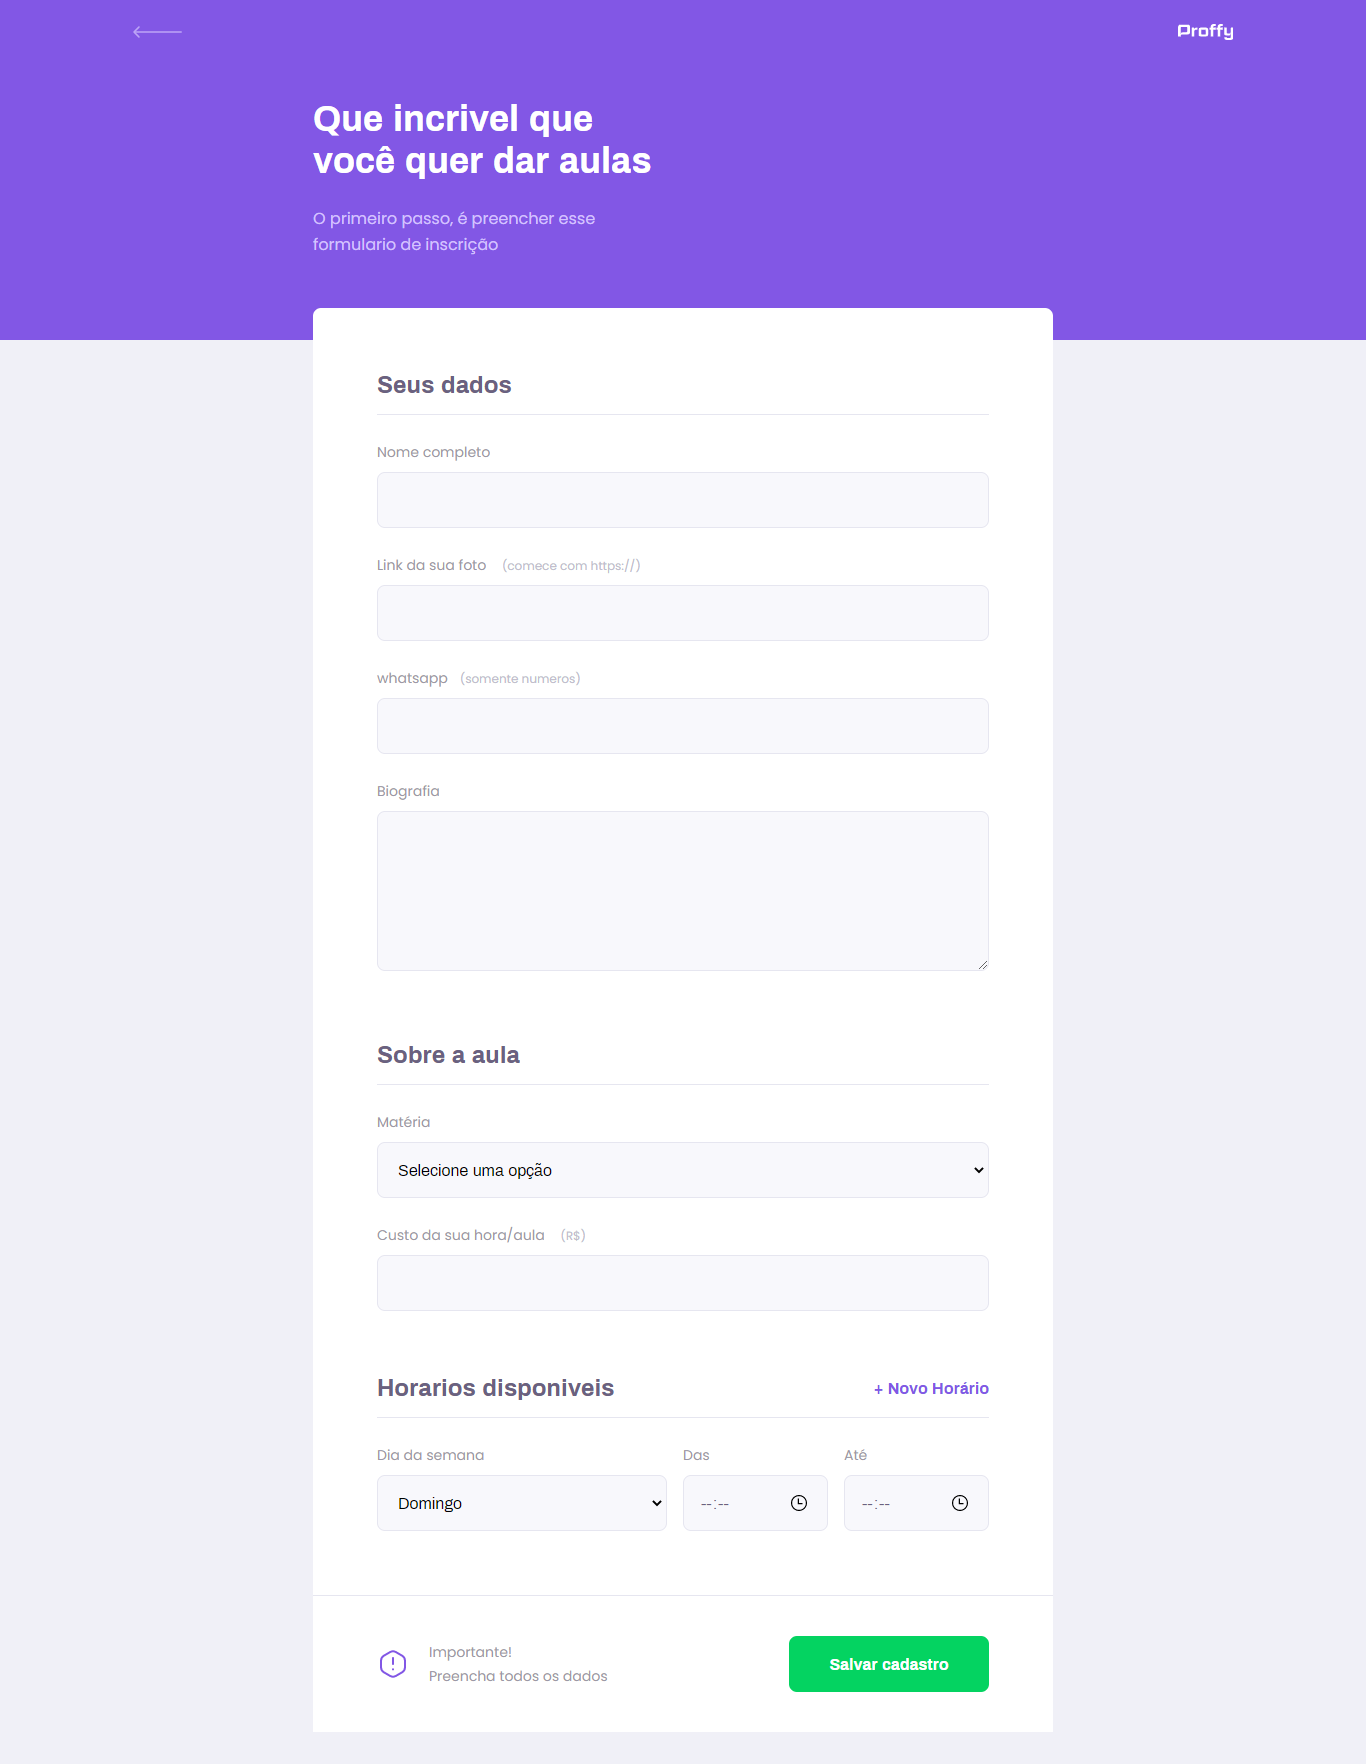 Proffy
Que incrivel que
você quer dar aulas
O primeiro passo, é preencher esse
formulario de inscrição
Seus dados
Nome completo
Link da sua foto (comece com https://)
whatsapp (somente numeros)
Biografia
Sobre a aula
Matéria
Selecione uma opção
Custo da sua hora/aula (R$)
Horarios disponiveis + Novo Horário
Dia da semana Das Até
Domingo --:-- --:--
Importante!
Preencha todos os dados
Salvar cadastro